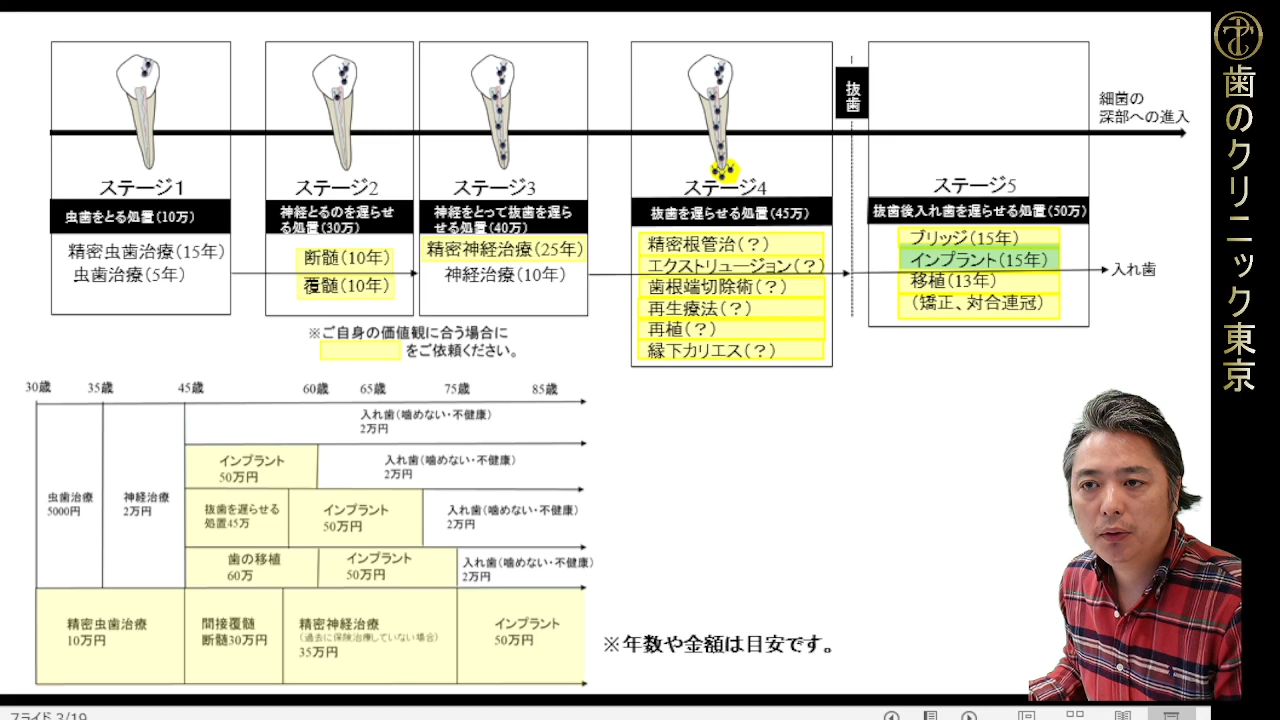 ステージ1
虫歯をとる処置(10万)
精密虫歯治療(15年)
虫歯治療(5年)
ステージ2
神経とるのを遅らせ
る処置(30万)
断髄(10年)
覆髄(10年)
ステージ3
神経をとって抜歯を遅ら
せる処置(40万)
精密神経治療(25年)
神経治療(10年)
ステージ4
抜歯を遅らせる処置(45万)
精密根管治(?)
エクストリュージョン(?)
歯根端切除術(?)
再生療法(?)
再植(?)
縁下カリエス(?)
抜歯
ステージ5
抜歯後入れ歯を遅らせる処置(50万)
ブリッジ(15年)
インプラント(15年)
移植(13年)
(矯正、対合連冠)
細菌の
深部への進入
入れ歯
※ご自身の価値観に合う場合に
をご依頼ください。
30歳 35歳 45歳 60歳 65歳 75歳 85歳
虫歯治療
5000円
神経治療
2万円
入れ歯(噛めない・不健康)
2万円
インプラント
50万円
入れ歯(噛めない・不健康)
2万円
抜歯を遅らせる
処置45万
インプラント
50万円
入れ歯(噛めない・不健康)
2万円
歯の移植
60万
インプラント
50万円
入れ歯(噛めない・不健康)
2万円
精密虫歯治療
10万円
間接覆髄
断髄30万円
精密神経治療
(過去に保険治療していない場合)
35万円
インプラント
50万円
※年数や金額は目安です。
歯のクリニック東京
スライド 3/19